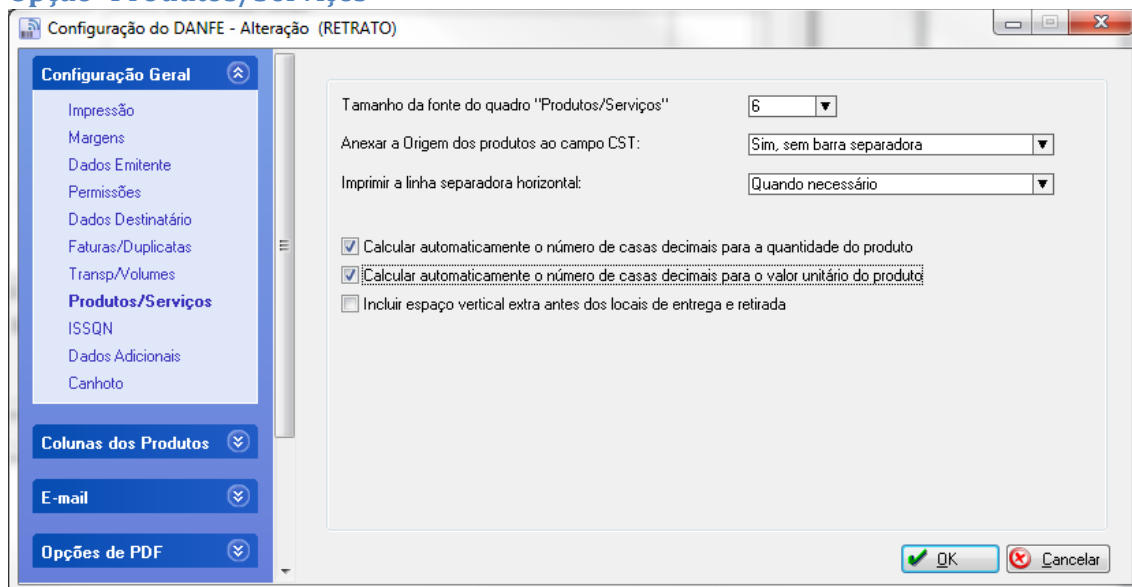 Opção Produtos/Serviços
Configuração do DANFE - Alteração (RETRATO)
Configuração Geral
Impressão
Margens
Dados Emitente
Permissões
Dados Destinatário
Faturas/Duplicatas
Transp/Volumes
Produtos/Serviços
ISSQN
Dados Adicionais
Canhoto
Colunas dos Produtos
E-mail
Opções de PDF
Tamanho da fonte do quadro "Produtos/Serviços" 6
Anexar a Origem dos produtos ao campo CST: Sim, sem barra separadora
Imprimir a linha separadora horizontal: Quando necessário
Calcular automaticamente o número de casas decimais para a quantidade do produto
Calcular automaticamente o número de casas decimais para o valor unitário do produto
Incluir espaço vertical extra antes dos locais de entrega e retirada
OK Cancelar